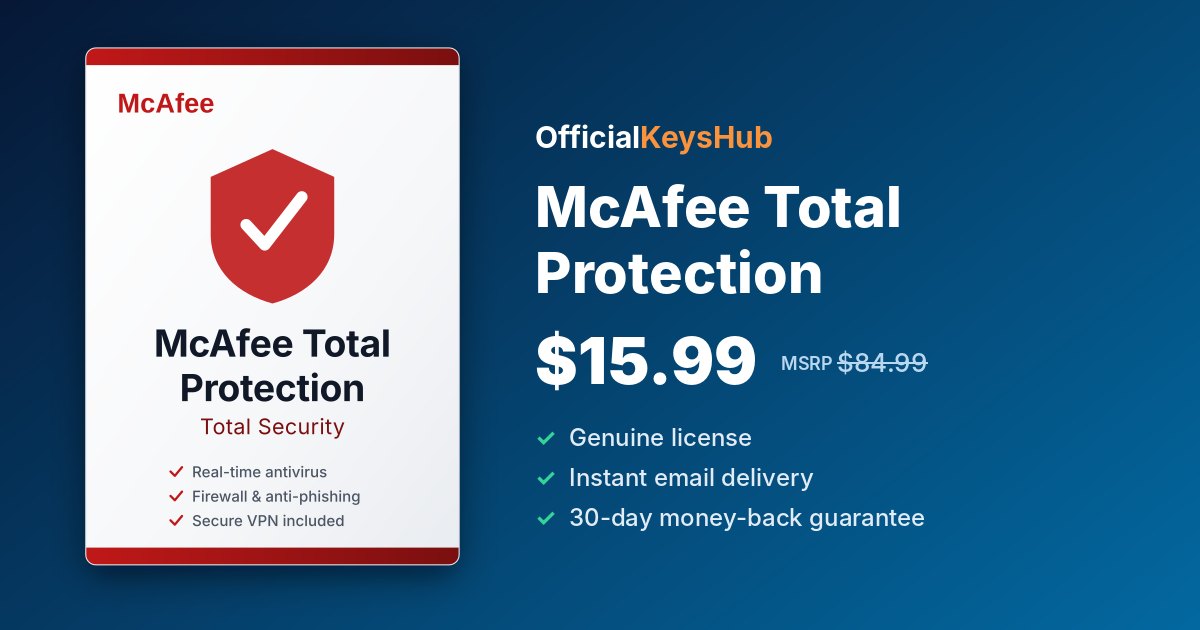 McAfee
McAfee Total
Protection
Total Security
Real-time antivirus
Firewall & anti-phishing
Secure VPN included
OfficialKeysHub
McAfee Total
Protection
$15.99 MSRP $84.99
Genuine license
Instant email delivery
30-day money-back guarantee